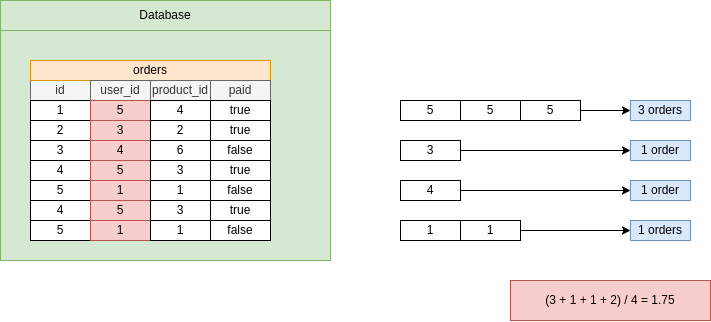 Database
orders
id user_id product_id paid
1 5 4 true
2 3 2 true
3 4 6 false
4 5 3 true
5 1 1 false
4 5 3 true
5 1 1 false
5 5 5 3 orders
3 1 order
4 1 order
1 1 1 orders
(3 + 1 + 1 + 2) / 4 = 1.75